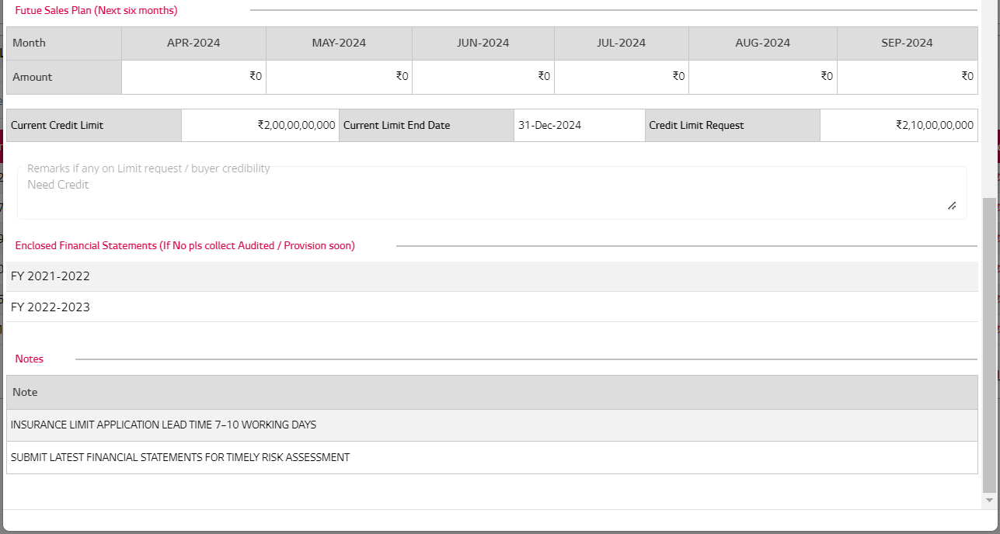 Futue Sales Plan (Next six months)
Month APR-2024 MAY-2024 JUN-2024 JUL-2024 AUG-2024 SEP-2024
Amount ₹0 ₹0 ₹0 ₹0 ₹0 ₹0
Current Credit Limit ₹2,00,00,00,000 Current Limit End Date 31-Dec-2024 Credit Limit Request ₹2,10,00,00,000
Remarks if any on Limit request / buyer credibility
Need Credit
Enclosed Financial Statements (If No pls collect Audited / Provision soon)
FY 2021-2022
FY 2022-2023
Notes
Note
INSURANCE LIMIT APPLICATION LEAD TIME 7–10 WORKING DAYS
SUBMIT LATEST FINANCIAL STATEMENTS FOR TIMELY RISK ASSESSMENT